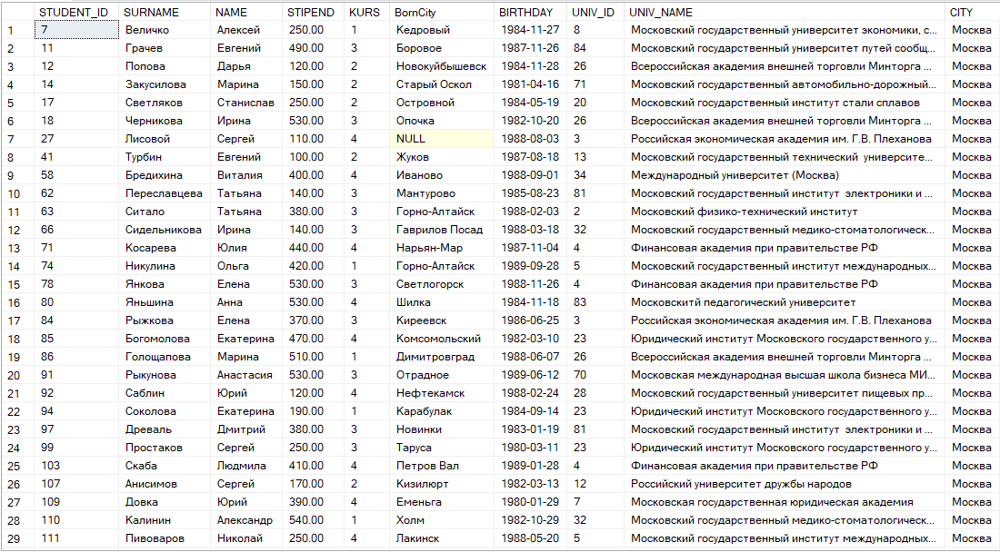 STUDENT_ID SURNAME NAME STIPEND KURS BornCity BIRTHDAY UNIV_ID UNIV_NAME CITY
1 7 Величко Алексей 250.00 1 Кедровый 1984-11-27 8 Московский государственный университет экономики, с... Москва
2 11 Грачев Евгений 490.00 3 Боровое 1987-11-26 84 Московский государственный университет путей сообщ... Москва
3 12 Попова Дарья 120.00 2 Новокуйбышевск 1984-11-28 26 Всероссийская академия внешней торговли Минторга ... Москва
4 14 Закусилова Марина 150.00 2 Старый Оскол 1981-04-16 71 Московский государственный автомобильно-дорожный... Москва
5 17 Светляков Станислав 250.00 2 Островной 1984-05-19 20 Московский государственный институт стали сплавов Москва
6 18 Черникова Ирина 530.00 3 Опочка 1982-10-20 26 Всероссийская академия внешней торговли Минторга ... Москва
7 27 Лисовой Сергей 110.00 4 NULL 1988-08-03 3 Российская экономическая академия им. Г.В. Плеханова Москва
8 41 Турбин Евгений 100.00 2 Жуков 1987-08-18 13 Московский государственный технический университе... Москва
9 58 Бредихина Виталия 400.00 4 Иваново 1988-09-01 34 Международный университет (Москва) Москва
10 62 Переславцева Татьяна 140.00 3 Мантурово 1985-08-23 81 Московский государственный институт электроники и ... Москва
11 63 Ситало Татьяна 380.00 3 Горно-Алтайск 1988-02-03 2 Московский физико-технический институт Москва
12 66 Сидельникова Ирина 140.00 3 Гаврилов Посад 1988-03-18 32 Московский государственный медико-стоматологическ... Москва
13 71 Косарева Юлия 440.00 4 Нарьян-Мар 1987-11-04 4 Финансовая академия при правительстве РФ Москва
14 74 Никулина Ольга 420.00 1 Горно-Алтайск 1989-09-28 5 Московский государственный институт международных... Москва
15 78 Янкова Елена 530.00 3 Светлогорск 1988-11-26 4 Финансовая академия при правительстве РФ Москва
16 80 Яньшина Анна 530.00 4 Шилка 1984-11-18 83 Московскитй педагогический университет Москва
17 84 Рыжкова Елена 370.00 3 Киреевск 1986-06-25 3 Российская экономическая академия им. Г.В. Плеханова Москва
18 85 Богомолова Екатерина 470.00 4 Комсомольский 1982-03-10 23 Юридический институт Московского государственного у... Москва
19 86 Голощапова Марина 510.00 1 Димитровград 1988-06-07 26 Всероссийская академия внешней торговли Минторга ... Москва
20 91 Рыкунова Анастасия 530.00 3 Отрадное 1989-06-12 70 Московская международная высшая школа бизнеса МИ... Москва
21 92 Саблин Юрий 120.00 4 Нефтекамск 1988-02-24 28 Московский государственный университет пищевых пр... Москва
22 94 Соколова Екатерина 190.00 1 Карабулак 1984-09-14 23 Юридический институт Московского государственного у... Москва
23 97 Древаль Дмитрий 380.00 3 Новинки 1983-01-19 81 Московский государственный институт электроники и ... Москва
24 99 Простаков Сергей 250.00 3 Таруса 1980-03-11 23 Юридический институт Московского государственного у... Москва
25 103 Скаба Людмила 410.00 4 Петров Вал 1989-01-28 4 Финансовая академия при правительстве РФ Москва
26 107 Анисимов Сергей 170.00 2 Кизилюрт 1982-03-13 12 Российский университет дружбы народов Москва
27 109 Довка Юрий 390.00 4 Еменьга 1980-01-29 7 Московская государственная юридическая академия Москва
28 110 Калинин Александр 540.00 1 Холм 1982-10-29 32 Московский государственный медико-стоматологическ... Москва
29 111 Пивоваров Николай 250.00 4 Лакинск 1988-05-20 5 Московский государственный институт международных... Москва